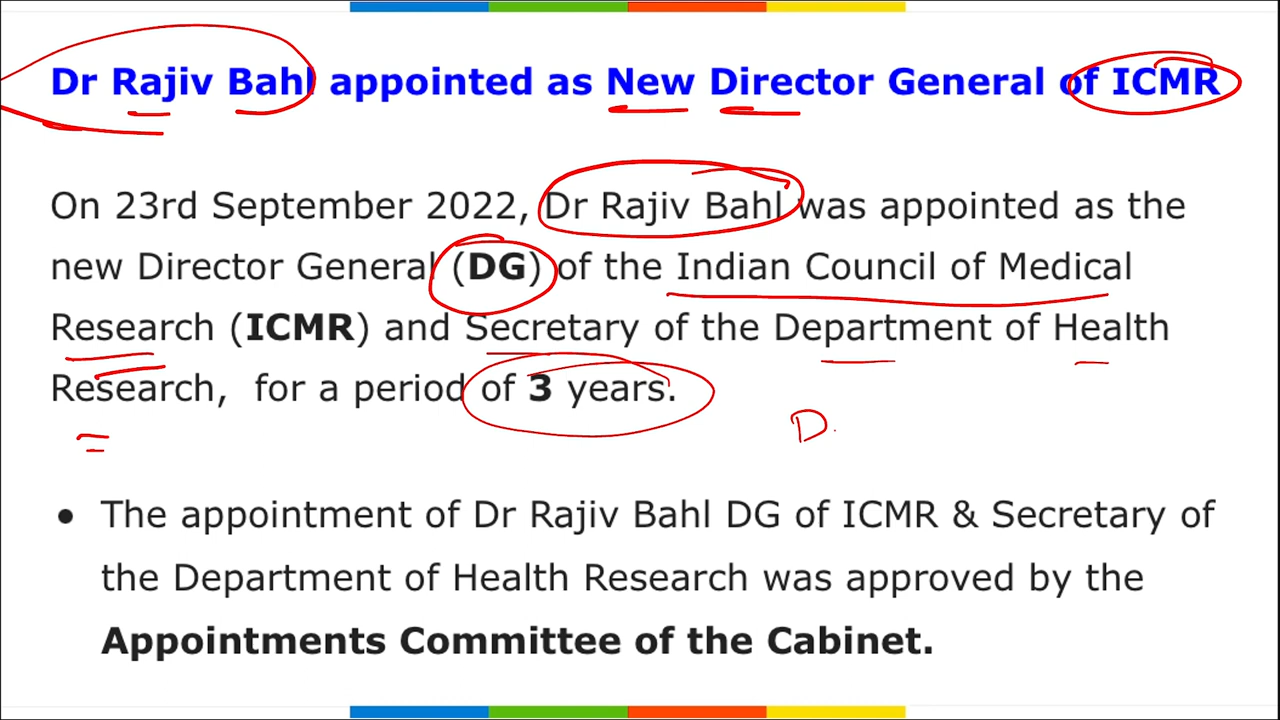 Dr Rajiv Bahl appointed as New Director General of ICMR
On 23rd September 2022, Dr Rajiv Bahl was appointed as the
new Director General (DG) of the Indian Council of Medical
Research (ICMR) and Secretary of the Department of Health
Research, for a period of 3 years.
D.
• The appointment of Dr Rajiv Bahl DG of ICMR & Secretary of
the Department of Health Research was approved by the
Appointments Committee of the Cabinet.